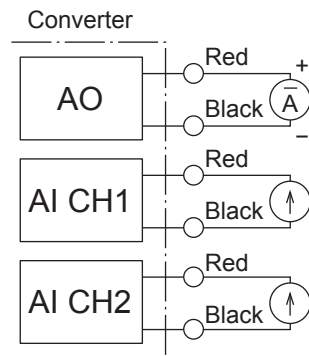 Converter
Red
+
AO
A
Black
−
Red
AI CH1
Black
Red
AI CH2
Black